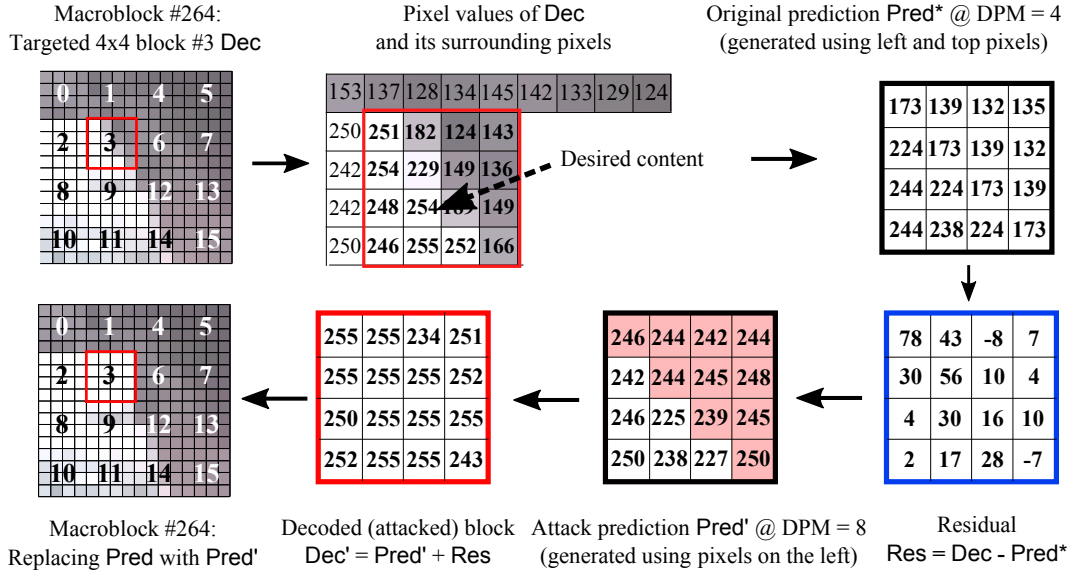 Macroblock #264:
Targeted 4x4 block #3 Dec
Pixel values of Dec
and its surrounding pixels
Original prediction Pred* @ DPM = 4
(generated using left and top pixels)
0 1 4 5
2 3 6 7
8 9 12 13
10 11 14 15
153 137 128 134 145 142 133 129 124
250 251 182 124 143
242 254 229 149 136
242 248 254 189 149
250 246 255 252 166
Desired content
173 139 132 135
224 173 139 132
244 224 173 139
244 238 224 173
0 1 4 5
2 3 6 7
8 9 12 13
10 11 14 15
255 255 234 251
255 255 255 252
250 255 255 255
252 255 255 243
246 244 242 244
242 244 245 248
246 225 239 245
250 238 227 250
78 43 -8 7
30 56 10 4
4 30 16 10
2 17 28 -7
Macroblock #264:
Replacing Pred with Pred'
Decoded (attacked) block
Dec' = Pred' + Res
Attack prediction Pred' @ DPM = 8
(generated using pixels on the left)
Residual
Res = Dec - Pred*